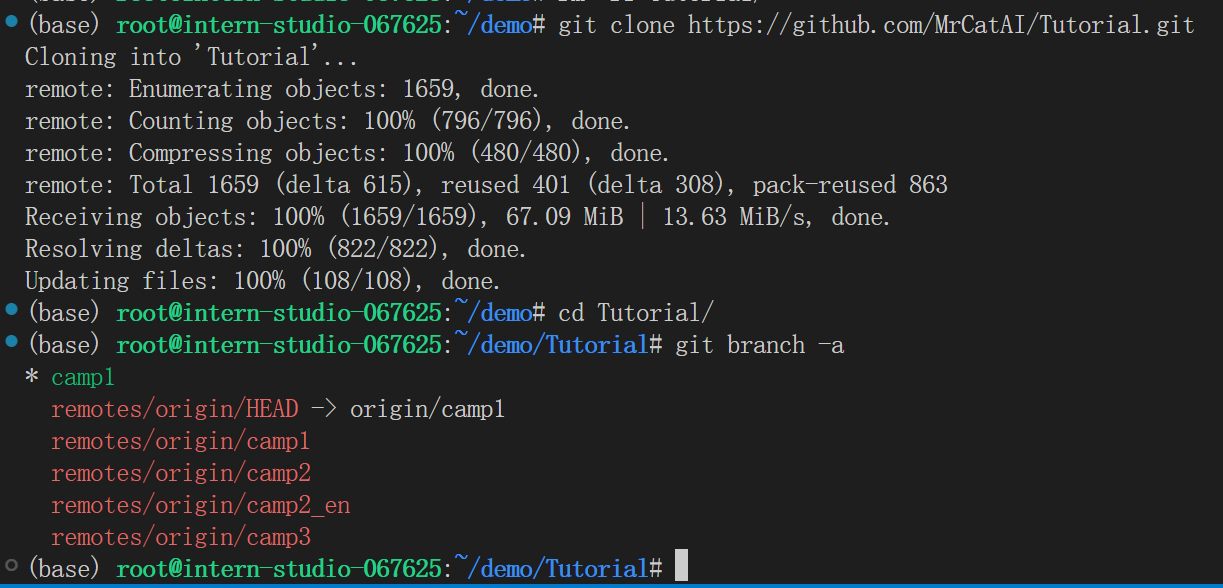 (base) root@intern-studio-067625:~/demo# git clone https://github.com/MrCatAI/Tutorial.git
Cloning into 'Tutorial'...
remote: Enumerating objects: 1659, done.
remote: Counting objects: 100% (796/796), done.
remote: Compressing objects: 100% (480/480), done.
remote: Total 1659 (delta 615), reused 401 (delta 308), pack-reused 863
Receiving objects: 100% (1659/1659), 67.09 MiB | 13.63 MiB/s, done.
Resolving deltas: 100% (822/822), done.
Updating files: 100% (108/108), done.
(base) root@intern-studio-067625:~/demo# cd Tutorial/
(base) root@intern-studio-067625:~/demo/Tutorial# git branch -a
* camp1
remotes/origin/HEAD -> origin/camp1
remotes/origin/camp1
remotes/origin/camp2
remotes/origin/camp2_en
remotes/origin/camp3
(base) root@intern-studio-067625:~/demo/Tutorial#